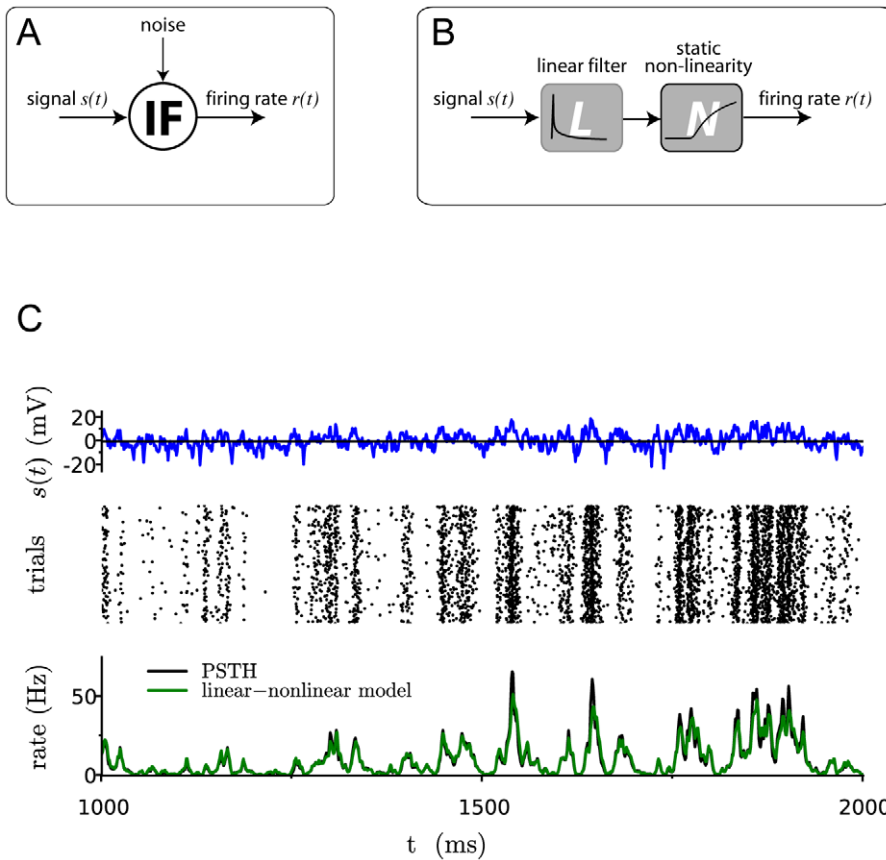 A
noise
signal s(t)
IF
firing rate r(t)
B
linear filter
static
non-linearity
signal s(t)
L
N
firing rate r(t)
C
s(t) (mV)
20
0
-20
trials
rate (Hz)
50
0
PSTH
linear−nonlinear model
1000
1500
2000
t (ms)